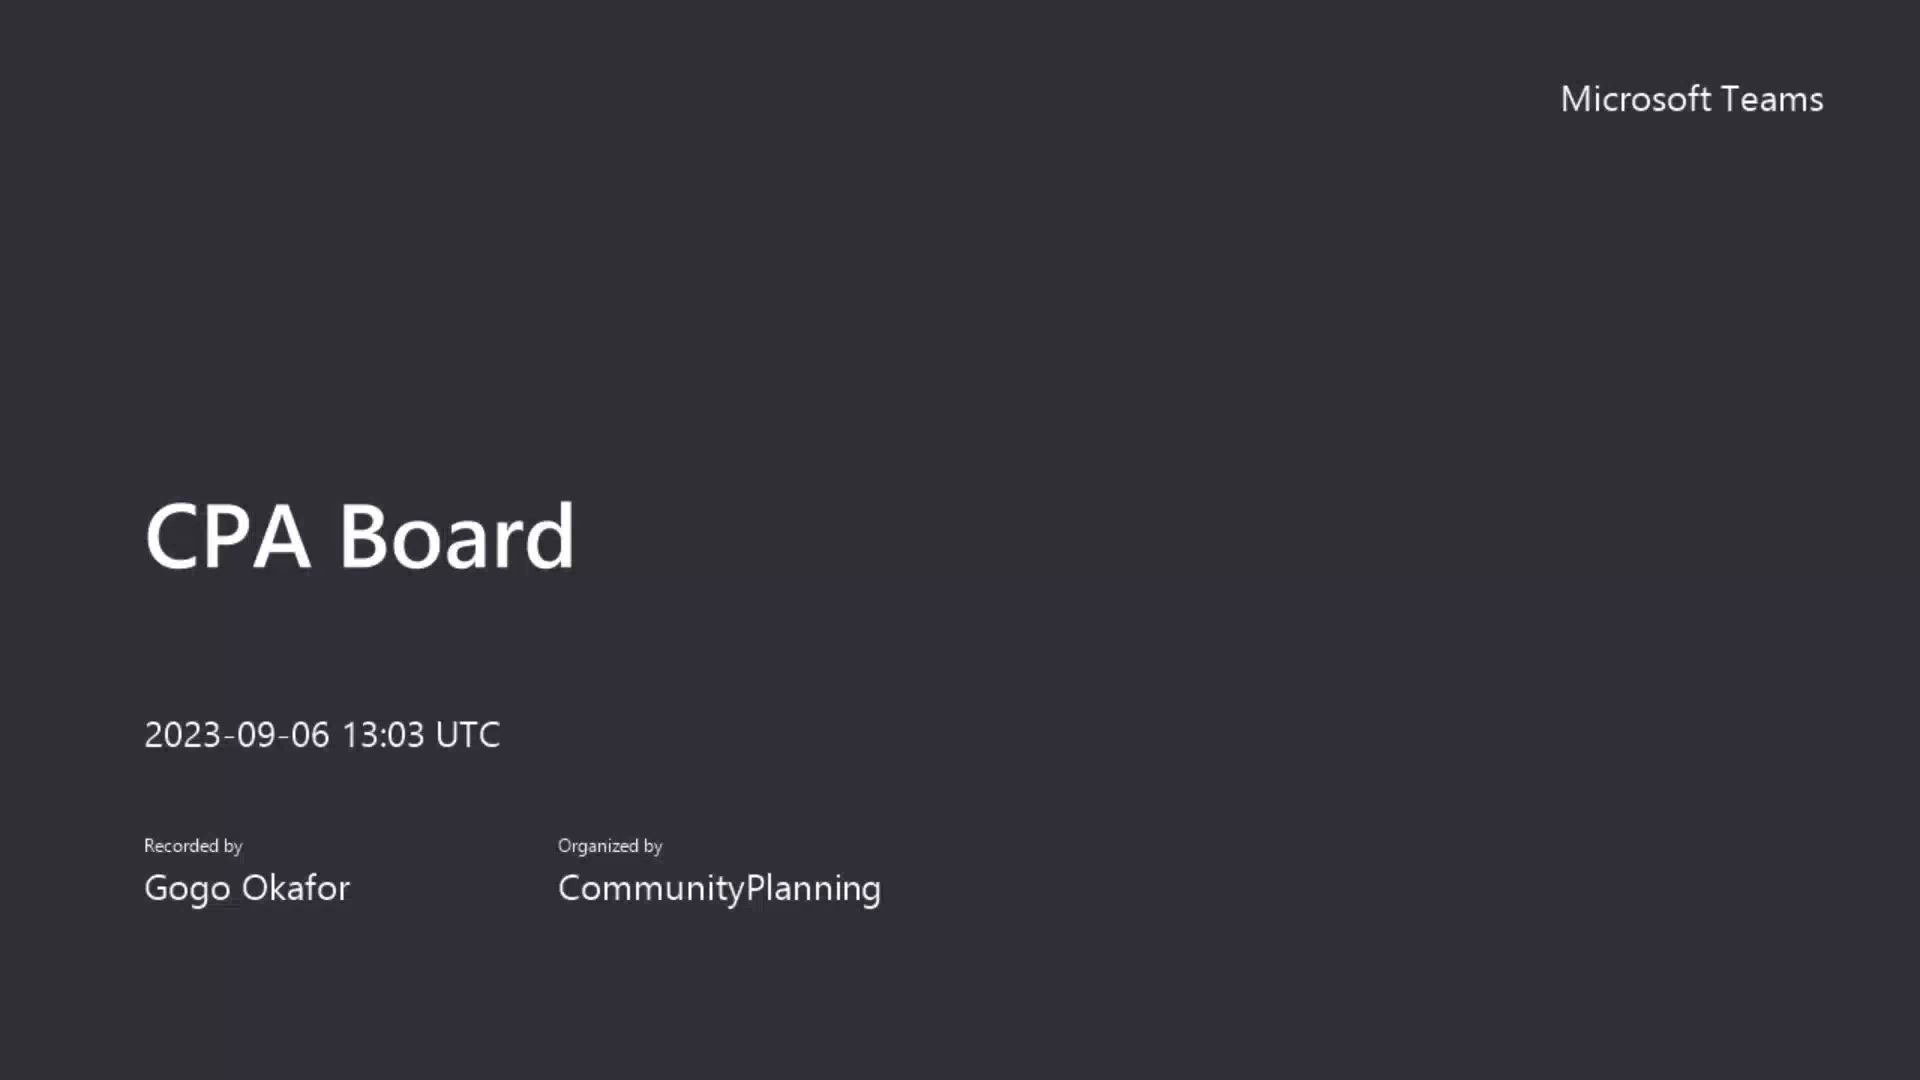 Microsoft Teams
CPA Board
2023-09-06 13:03 UTC
Recorded by
Gogo Okafor
Organized by
CommunityPlanning